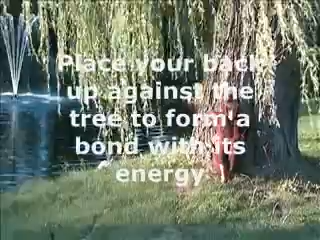 Place your back
up against the
tree to form a
bond with its
energy